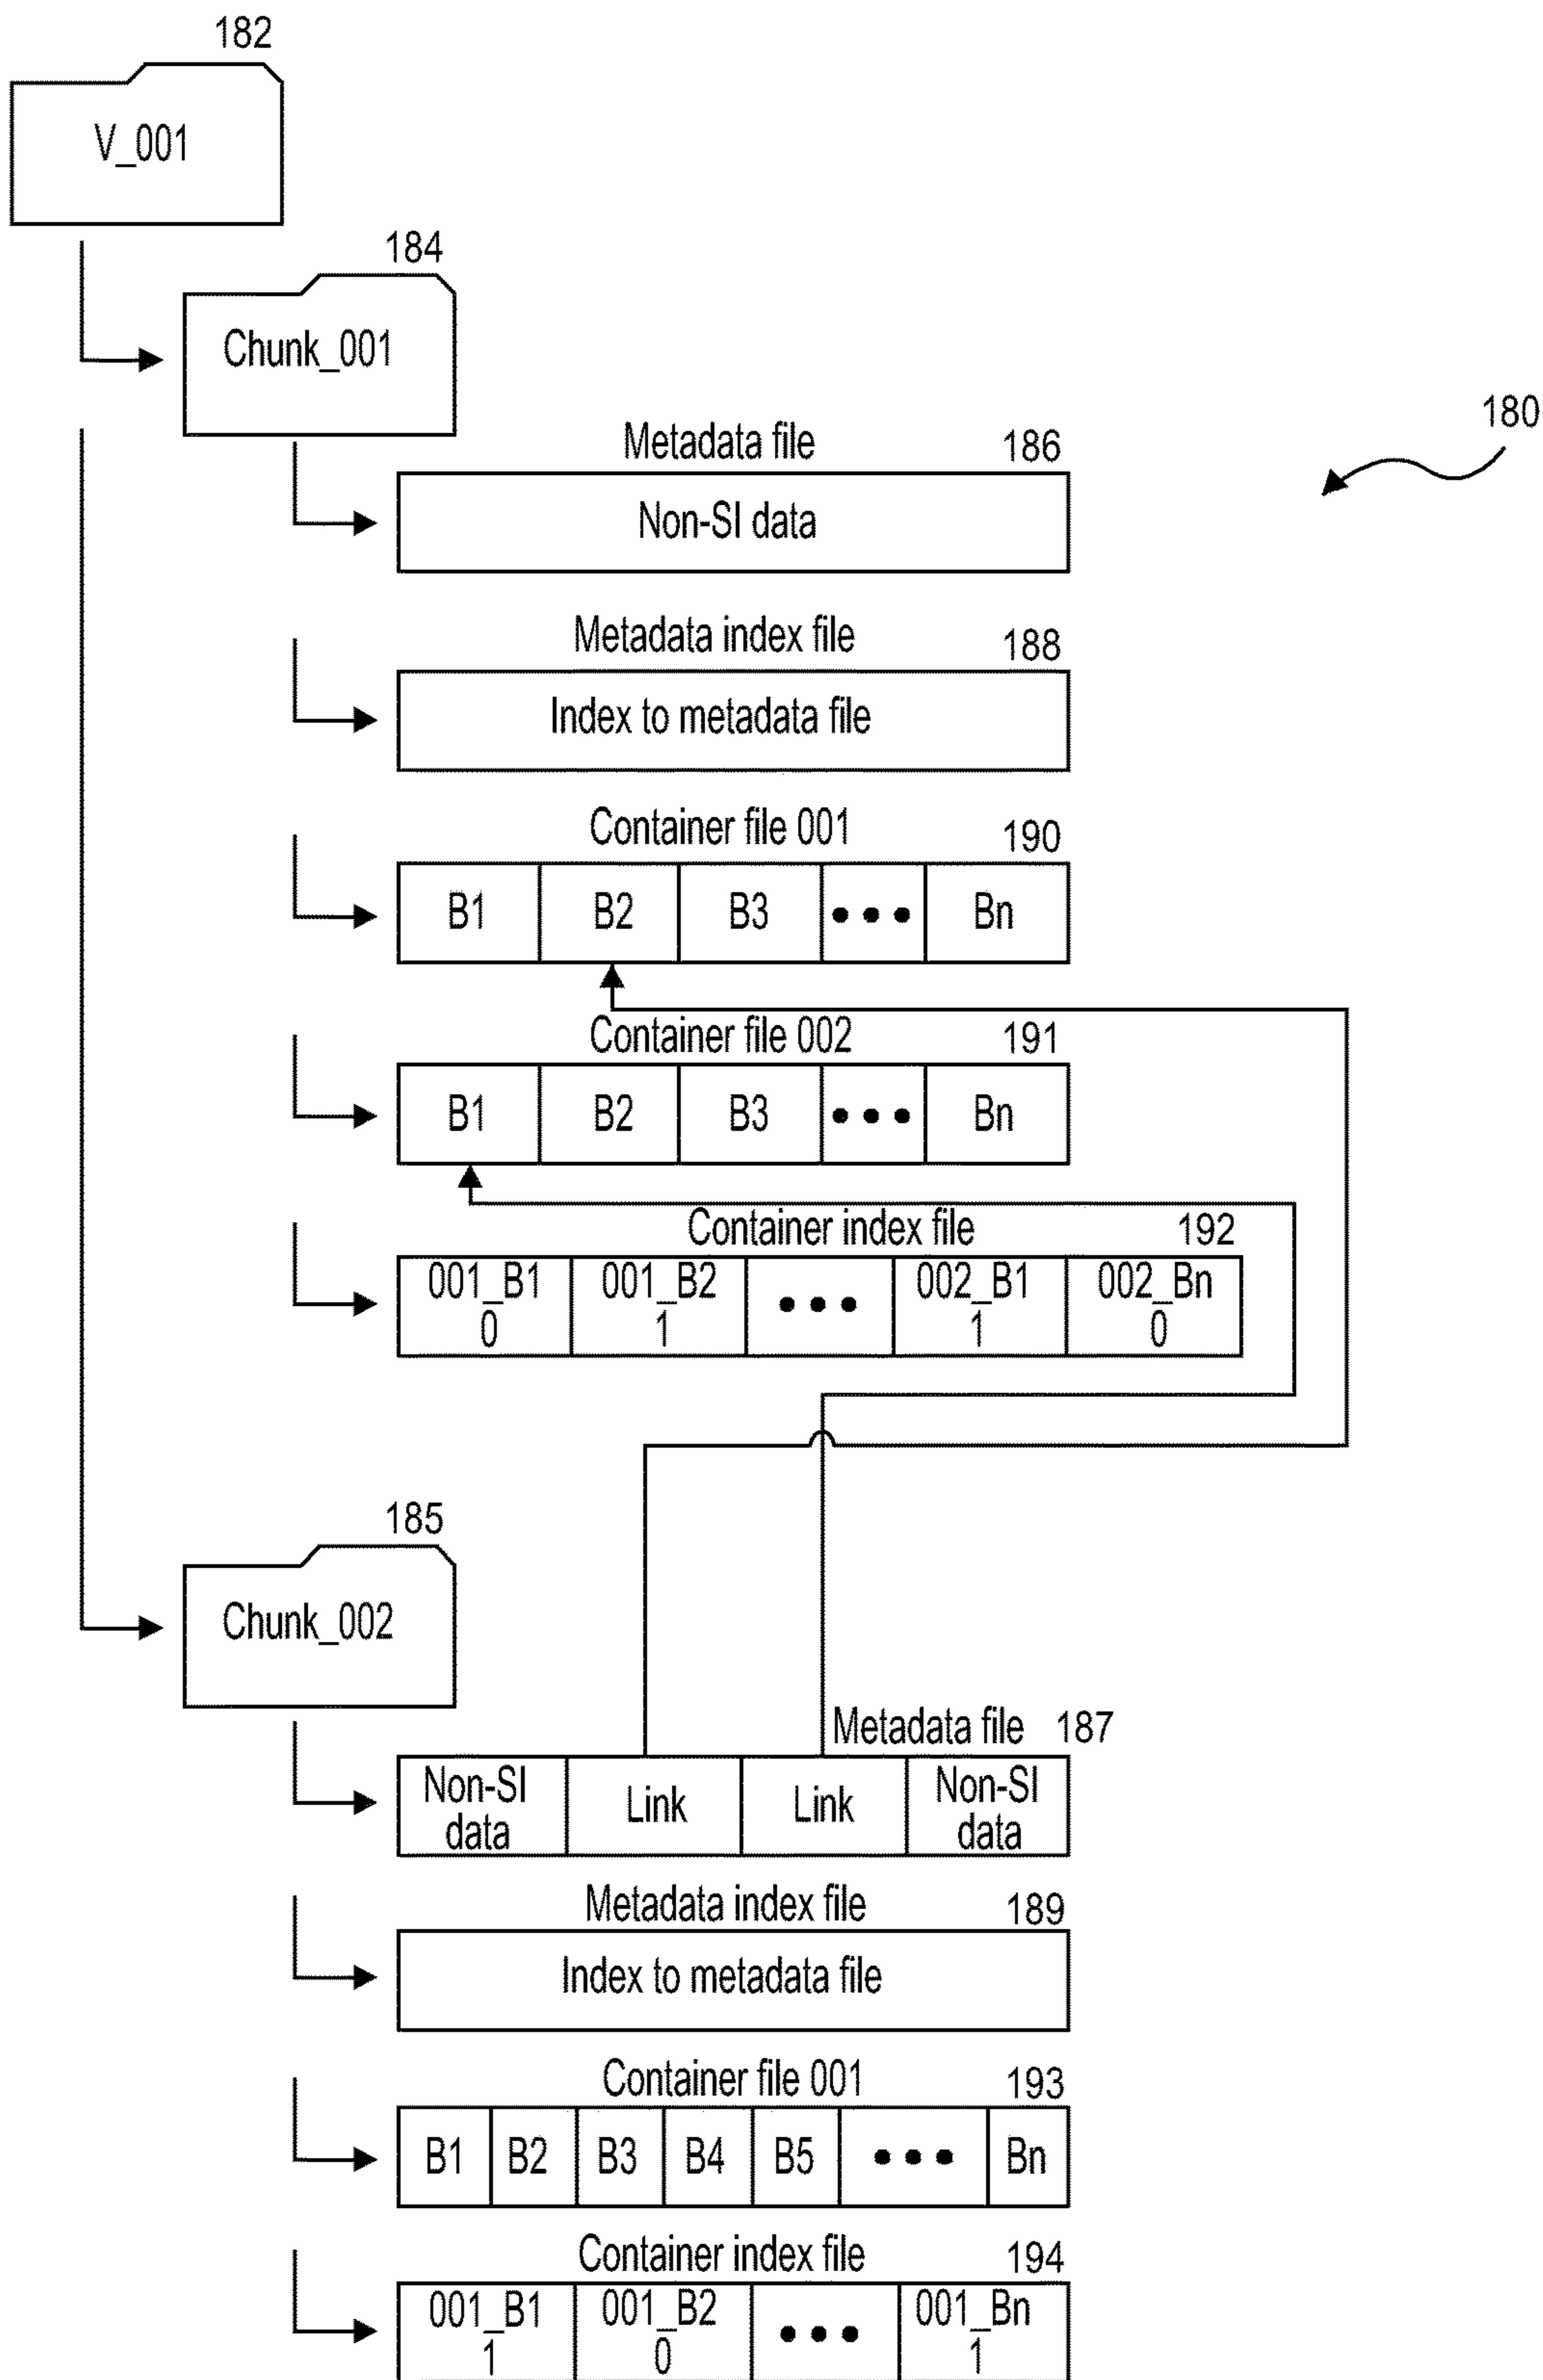 182
V_001
184
Chunk_001
180
Metadata file 186
Non-SI data
Metadata index file 188
Index to metadata file
Container file 001 190
B1 B2 B3 ••• Bn
Container file 002 191
B1 B2 B3 ••• Bn
Container index file 192
001_B1 001_B2 ••• 002_B1 002_Bn
0 1 1 0
185
Chunk_002
Metadata file 187
Non-SI Link Link Non-SI
data data
Metadata index file 189
Index to metadata file
Container file 001 193
B1 B2 B3 B4 B5 ••• Bn
Container index file 194
001_B1 001_B2 ••• 001_Bn
1 0 1